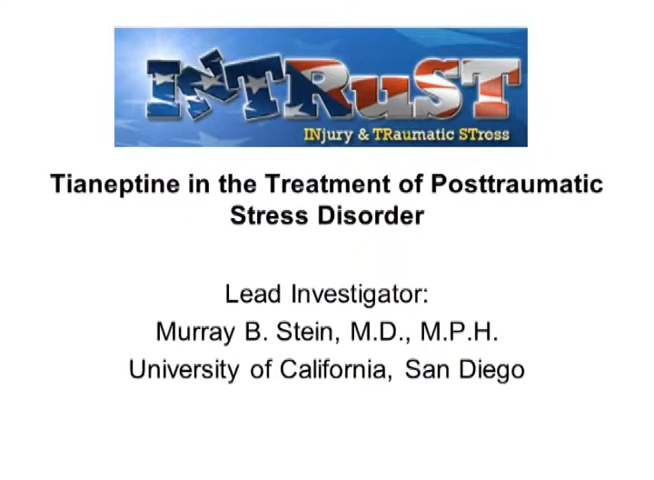 INTRuST
INjury & TRaumatic STress
Tianeptine in the Treatment of Posttraumatic
Stress Disorder
Lead Investigator:
Murray B. Stein, M.D., M.P.H.
University of California, San Diego